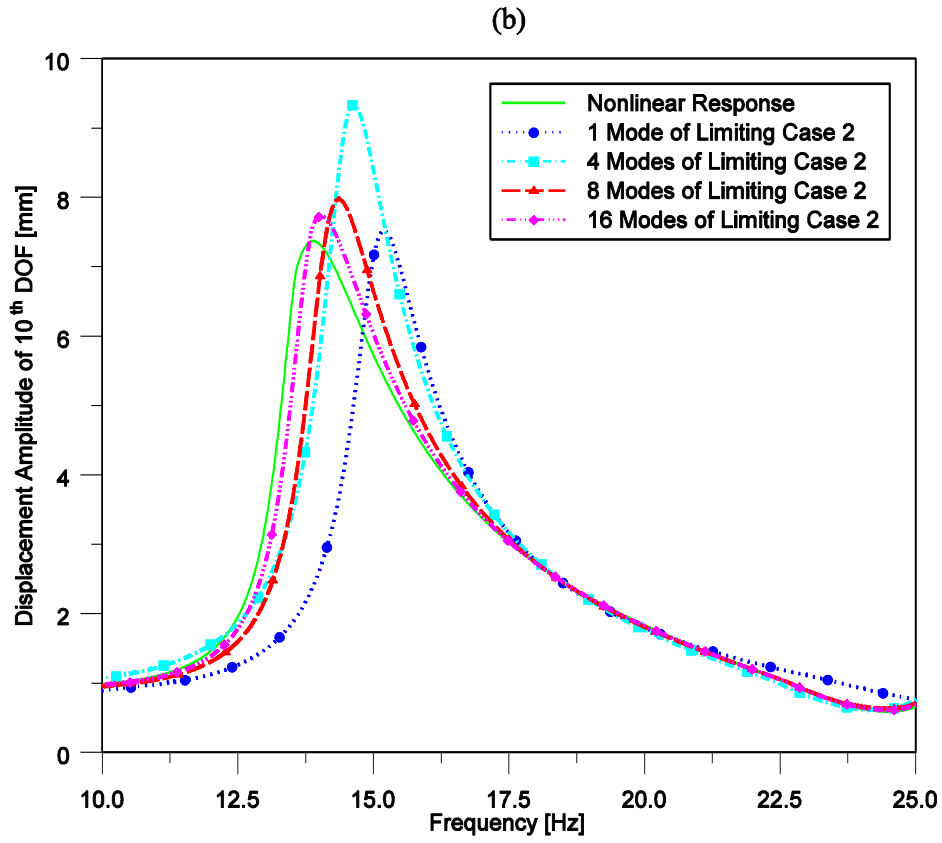 (b)
10
8
6
4
2
0
Displacement Amplitude of 10th DOF [mm]
Nonlinear Response
1 Mode of Limiting Case 2
4 Modes of Limiting Case 2
8 Modes of Limiting Case 2
16 Modes of Limiting Case 2
10.0 12.5 15.0 17.5 20.0 22.5 25.0
Frequency [Hz]